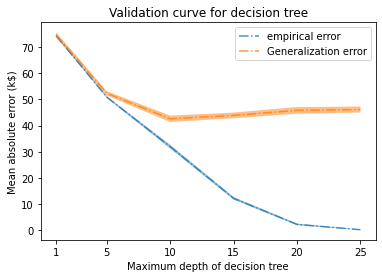 Validation curve for decision tree
empirical error
Generalization error
Mean absolute error (k$)
70
60
50
40
30
20
10
0
1 5 10 15 20 25
Maximum depth of decision tree